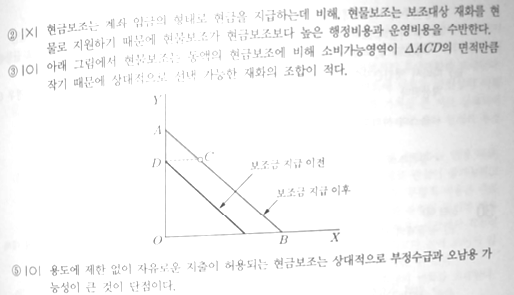 ② |X| 현금보조는 계좌 입금의 형태로 현금을 지급하는데 비해, 현물보조는 보조대상 재화를 현
물로 지원하기 때문에 현물보조가 현금보조보다 높은 행정비용과 운영비용을 수반한다.
③ |O| 아래 그림에서 현물보조는 동액의 현금보조에 비해 소비가능영역이 ΔACD의 면적만큼
작기 때문에 상대적으로 선택 가능한 재화의 조합이 적다.
Y
A
D
C
보조금 지급 이전
보조금 지급 이후
O
B
X
⑤ |O| 용도에 제한 없이 자유로운 지출이 허용되는 현금보조는 상대적으로 부정수급과 오남용 가
능성이 큰 것이 단점이다.